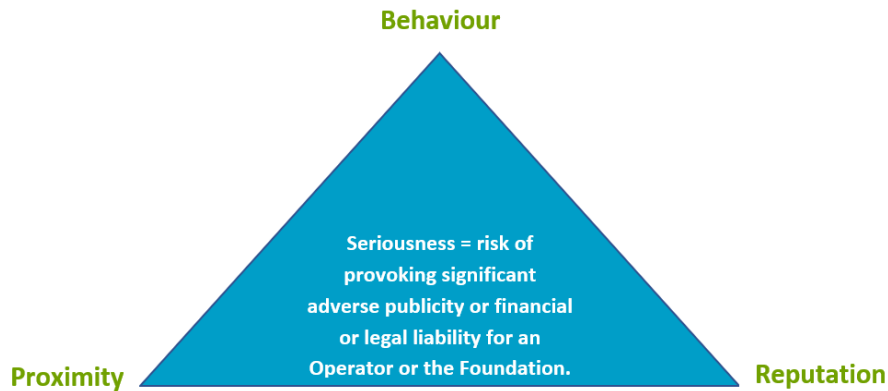 Behaviour
Seriousness = risk of
provoking significant
adverse publicity or financial
or legal liability for an
Operator or the Foundation.
Proximity
Reputation